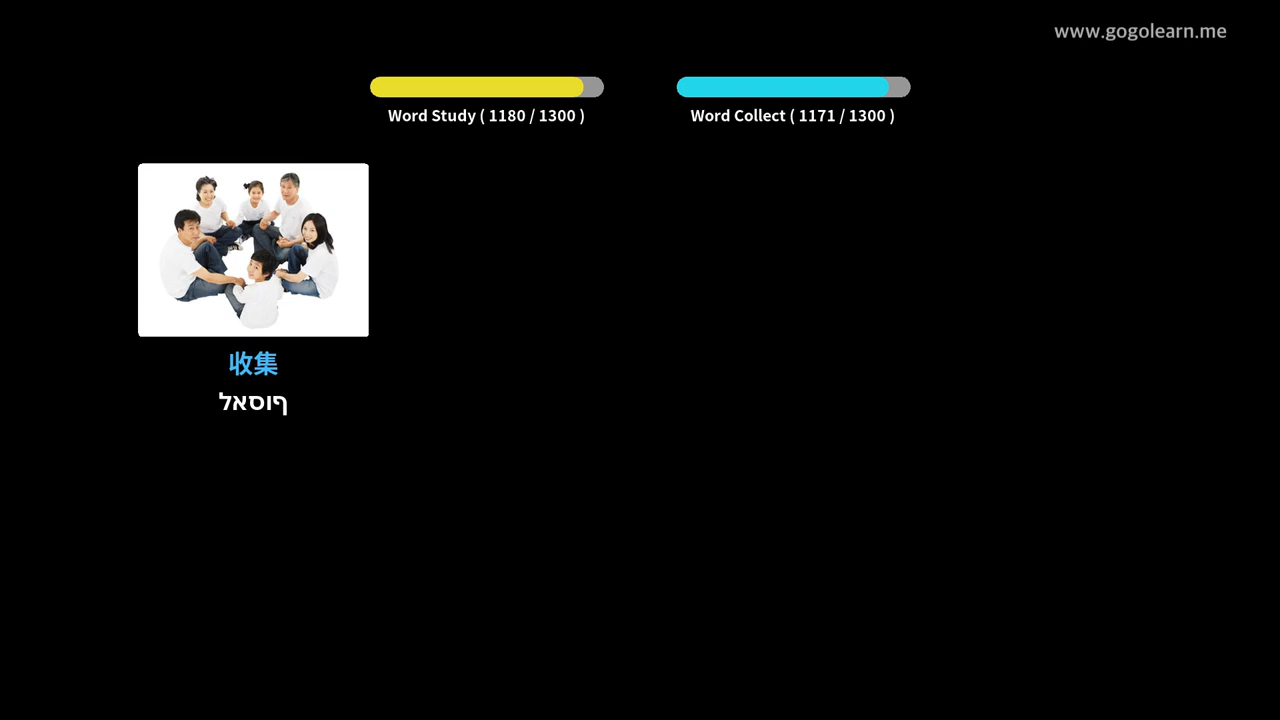 www.gogolearn.me
Word Study ( 1180 / 1300 )
Word Collect ( 1171 / 1300 )
收集
ףוסאל